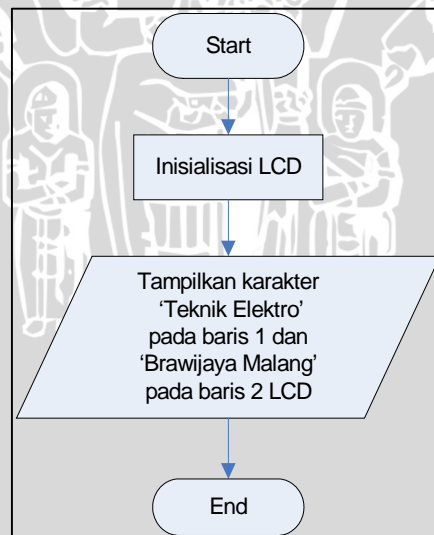 Start
Inisialisasi LCD
Tampilkan karakter
‘Teknik Elektro’
pada baris 1 dan
‘Brawijaya Malang’
pada baris 2 LCD
End